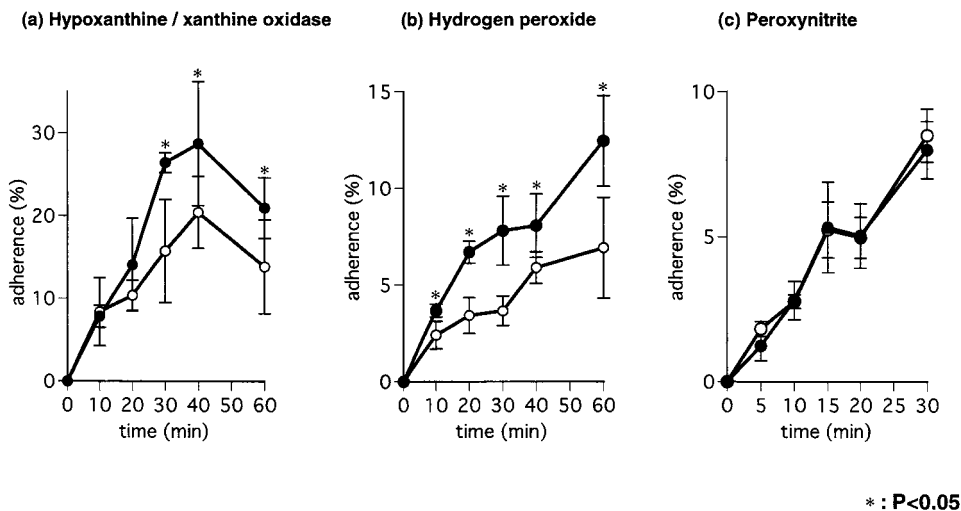 (a) Hypoxanthine / xanthine oxidase
(b) Hydrogen peroxide
(c) Peroxynitrite
adherence (%)
30
20
10
0
* * *
0 10 20 30 40 50 60
time (min)
adherence (%)
15
10
5
0
* * * * *
0 10 20 30 40 50 60
time (min)
adherence (%)
10
5
0
0 5 10 15 20 30
time (min)
* : P<0.05